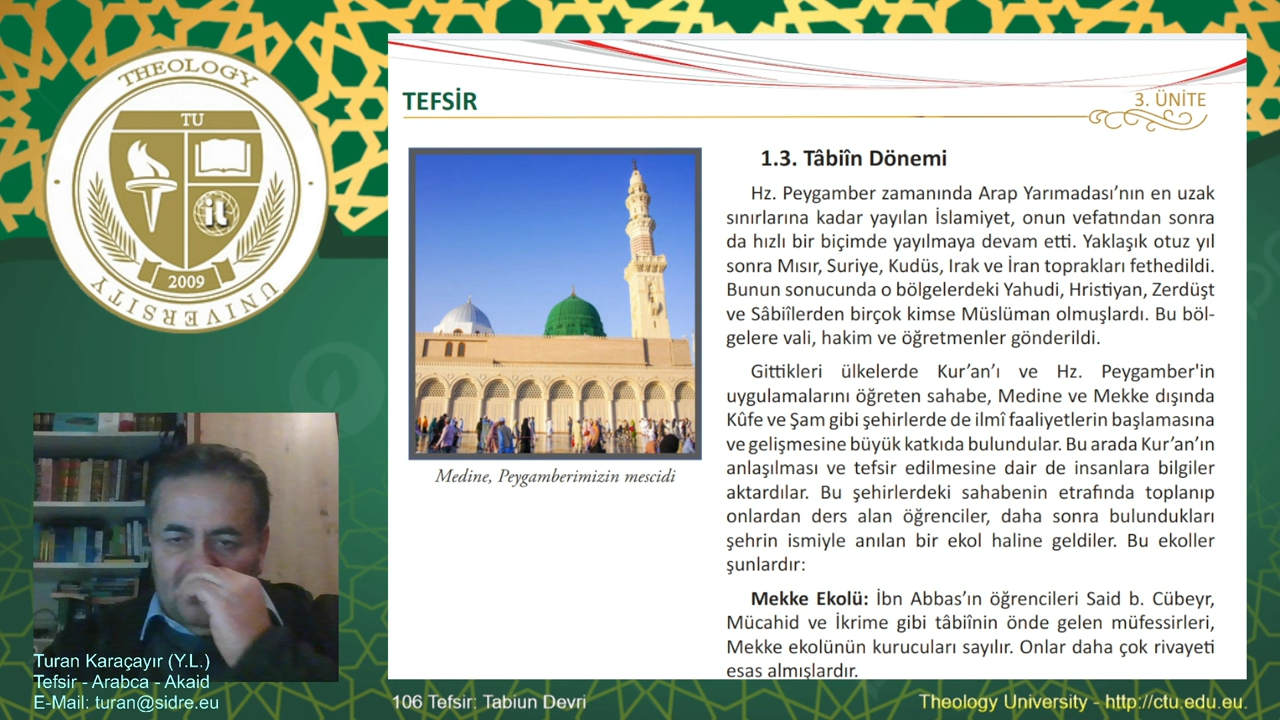 THEOLOGY
TU
2009
UNIVERSITY
TEFSİR
3. ÜNİTE
Medine, Peygamberimizin mescidi
1.3. Tâbiîn Dönemi
Hz. Peygamber zamanında Arap Yarımadası’nın en uzak
sınırlarına kadar yayılan İslamiyet, onun vefatından sonra
da hızlı bir biçimde yayılmaya devam etti. Yaklaşık otuz yıl
sonra Mısır, Suriye, Kudüs, Irak ve İran toprakları fethedildi.
Bunun sonucunda o bölgelerdeki Yahudi, Hristiyan, Zerdüşt
ve Sâbiîlerden birçok kimse Müslüman olmuşlardı. Bu böl-
gelere vali, hakim ve öğretmenler gönderildi.
Gittikleri ülkelerde Kur’an’ı ve Hz. Peygamber'in
uygulamalarını öğreten sahabe, Medine ve Mekke dışında
Kûfe ve Şam gibi şehirlerde de ilmî faaliyetlerin başlamasına
ve gelişmesine büyük katkıda bulundular. Bu arada Kur’an’ın
anlaşılması ve tefsir edilmesine dair de insanlara bilgiler
aktardılar. Bu şehirlerdeki sahabenin etrafında toplanıp
onlardan ders alan öğrenciler, daha sonra bulundukları
şehrin ismiyle anılan bir ekol haline geldiler. Bu ekoller
şunlardır:
Mekke Ekolü: İbn Abbas’ın öğrencileri Said b. Cübeyr,
Mücahid ve İkrime gibi tâbiînin önde gelen müfessirleri,
Mekke ekolünün kurucuları sayılır. Onlar daha çok rivayeti
esas almışlardır.
Turan Karaçayır (Y.L.)
Tefsir - Arabca - Akaid
E-Mail: turan@sidre.eu
106 Tefsir: Tabiun Devri
Theology University - http://ctu.edu.eu.